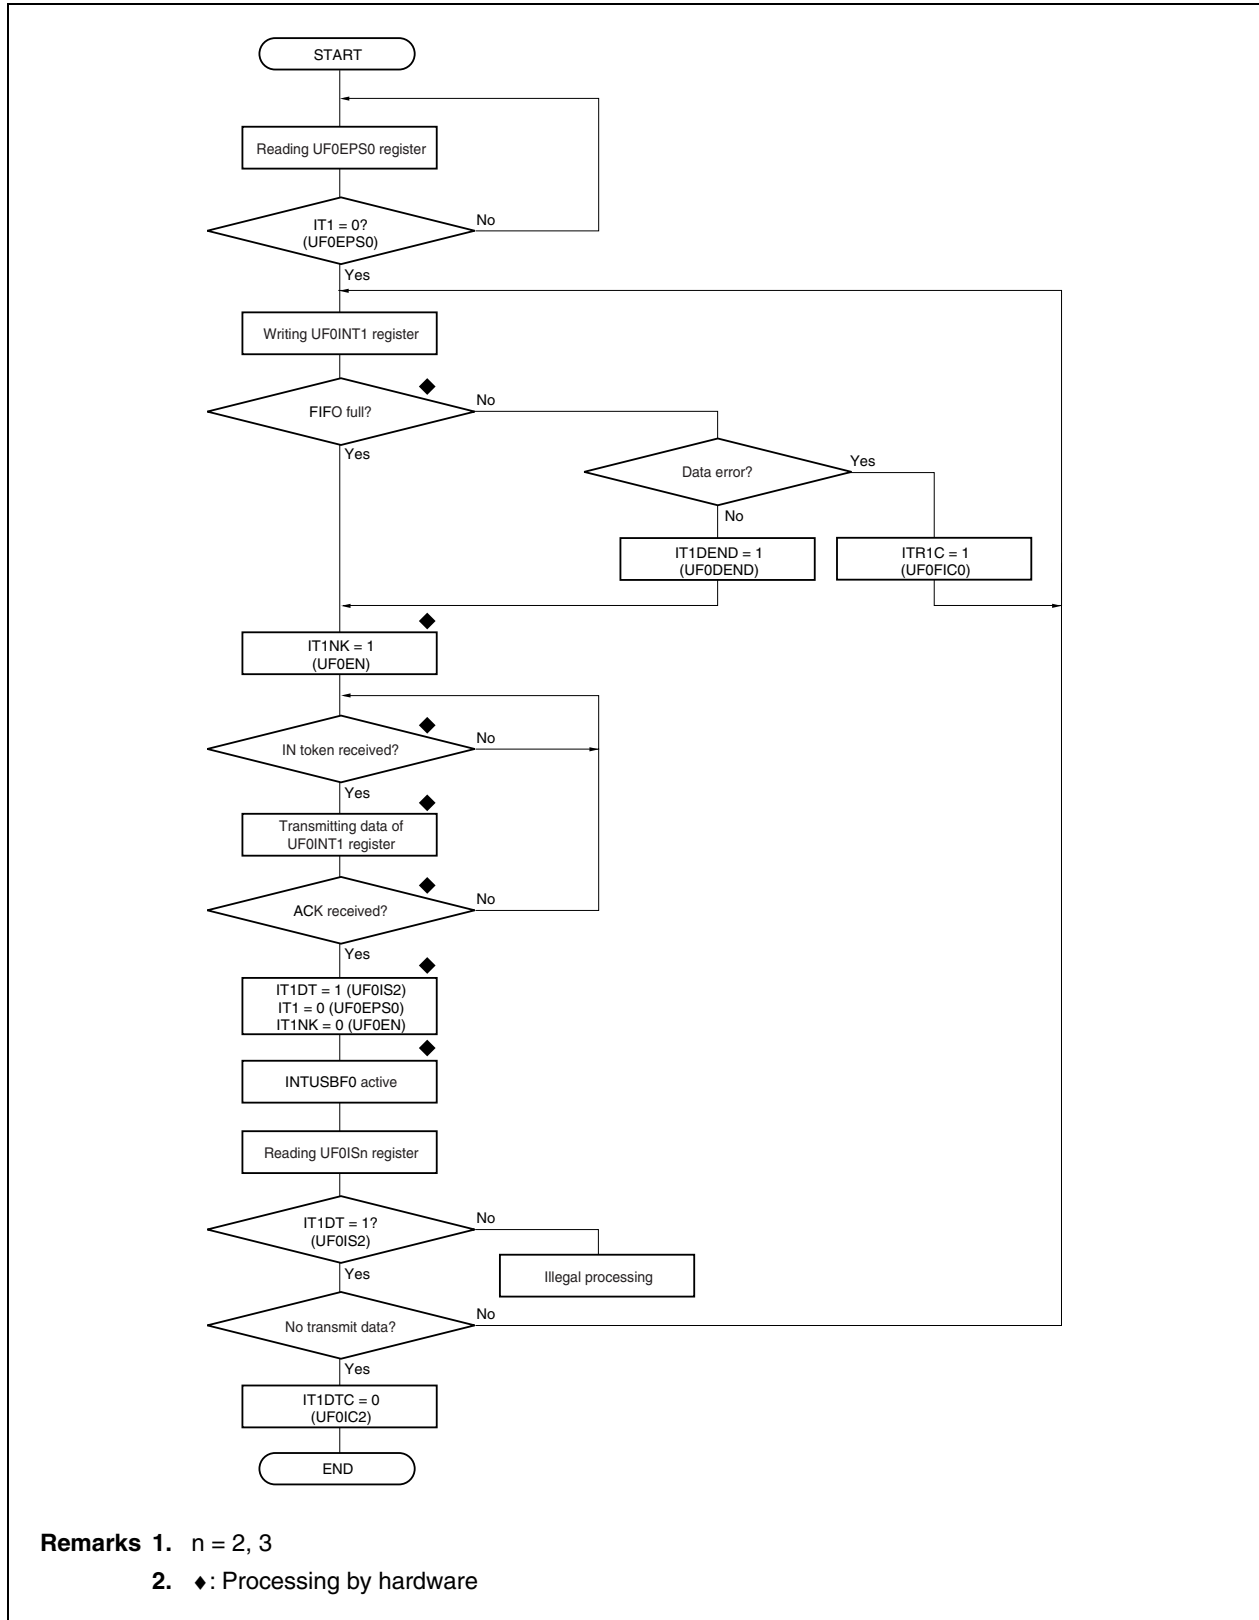 START
Reading UF0EPS0 register
IT1 = 0?
(UF0EPS0)
No
Yes
Writing UF0INT1 register
FIFO full?
No
Yes
Data error?
Yes
No
IT1DEND = 1
(UF0DEND)
ITR1C = 1
(UF0FIC0)
IT1NK = 1
(UF0EN)
IN token received?
No
Yes
Transmitting data of
UF0INT1 register
ACK received?
No
Yes
IT1DT = 1 (UF0IS2)
IT1 = 0 (UF0EPS0)
IT1NK = 0 (UF0EN)
INTUSBF0 active
Reading UF0ISn register
IT1DT = 1?
(UF0IS2)
No
Illegal processing
Yes
No transmit data?
No
Yes
IT1DTC = 0
(UF0IC2)
END
Remarks 1. n = 2, 3
2. ♦: Processing by hardware